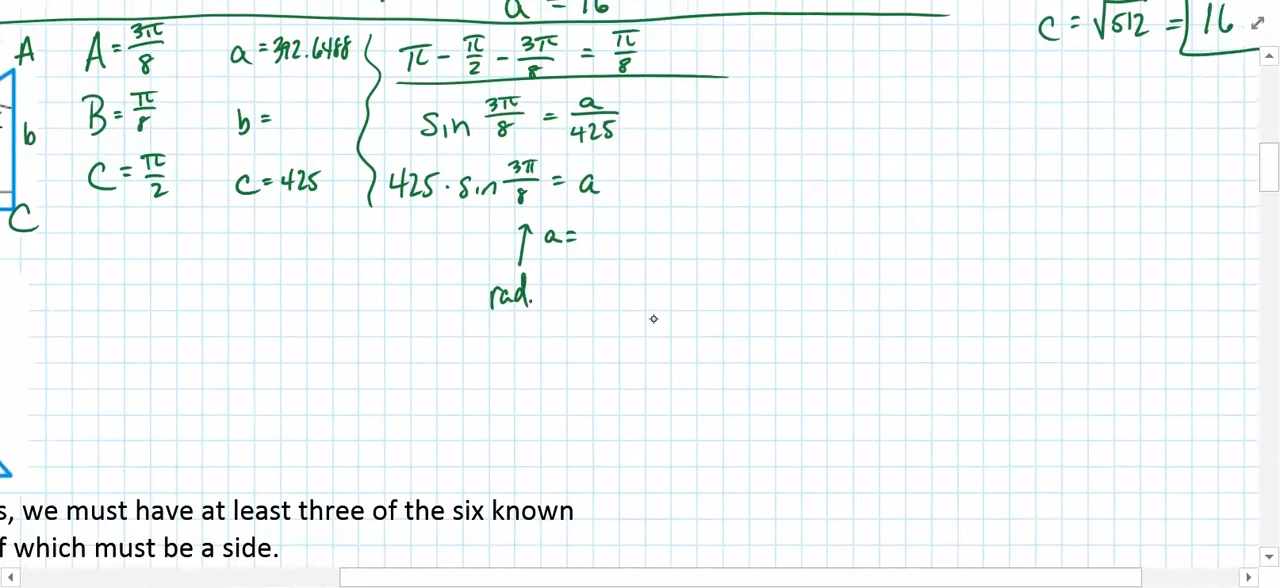 a = 16
c = √512 = 16
A
A = 3π/8 a = 392.6488 π - π/2 - 3π/8 = π/8
B = π/8 b = sin 3π/8 = a/425
b
C = π/2 c = 425 425 · sin 3π/8 = a
C
a =
rad.
s, we must have at least three of the six known
f which must be a side.